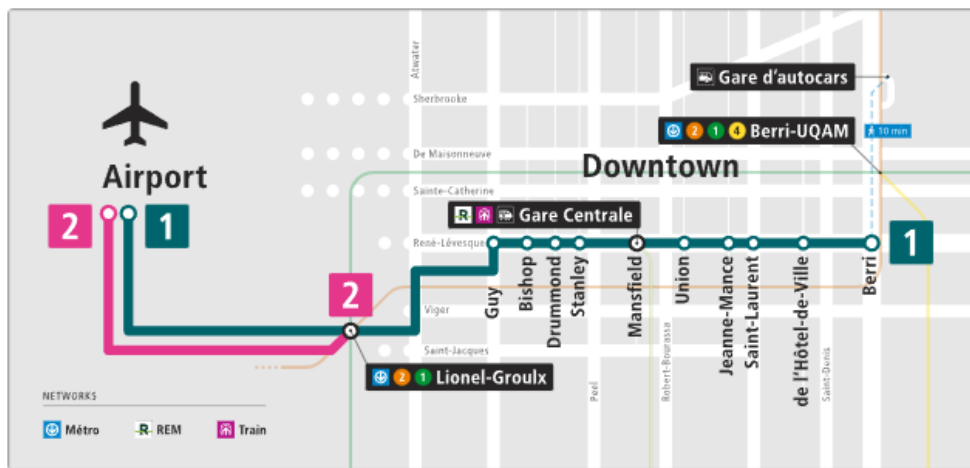 Atwater
Gare d'autocars
Sherbrooke
2 1 4 Berri-UQAM
10 min
De Maisonneuve
Downtown
Airport
Sainte-Catherine
2
1
R Gare Centrale
René-Lévesque
1
Guy
Bishop
Drummond
Stanley
Mansfield
Union
Jeanne-Mance
Saint-Laurent
de l'Hôtel-de-Ville
Berri
2
Viger
Saint-Jacques
2 1 Lionel-Groulx
Peel
Robert-Bourassa
Saint-Denis
NETWORKS
Métro
R REM
Train